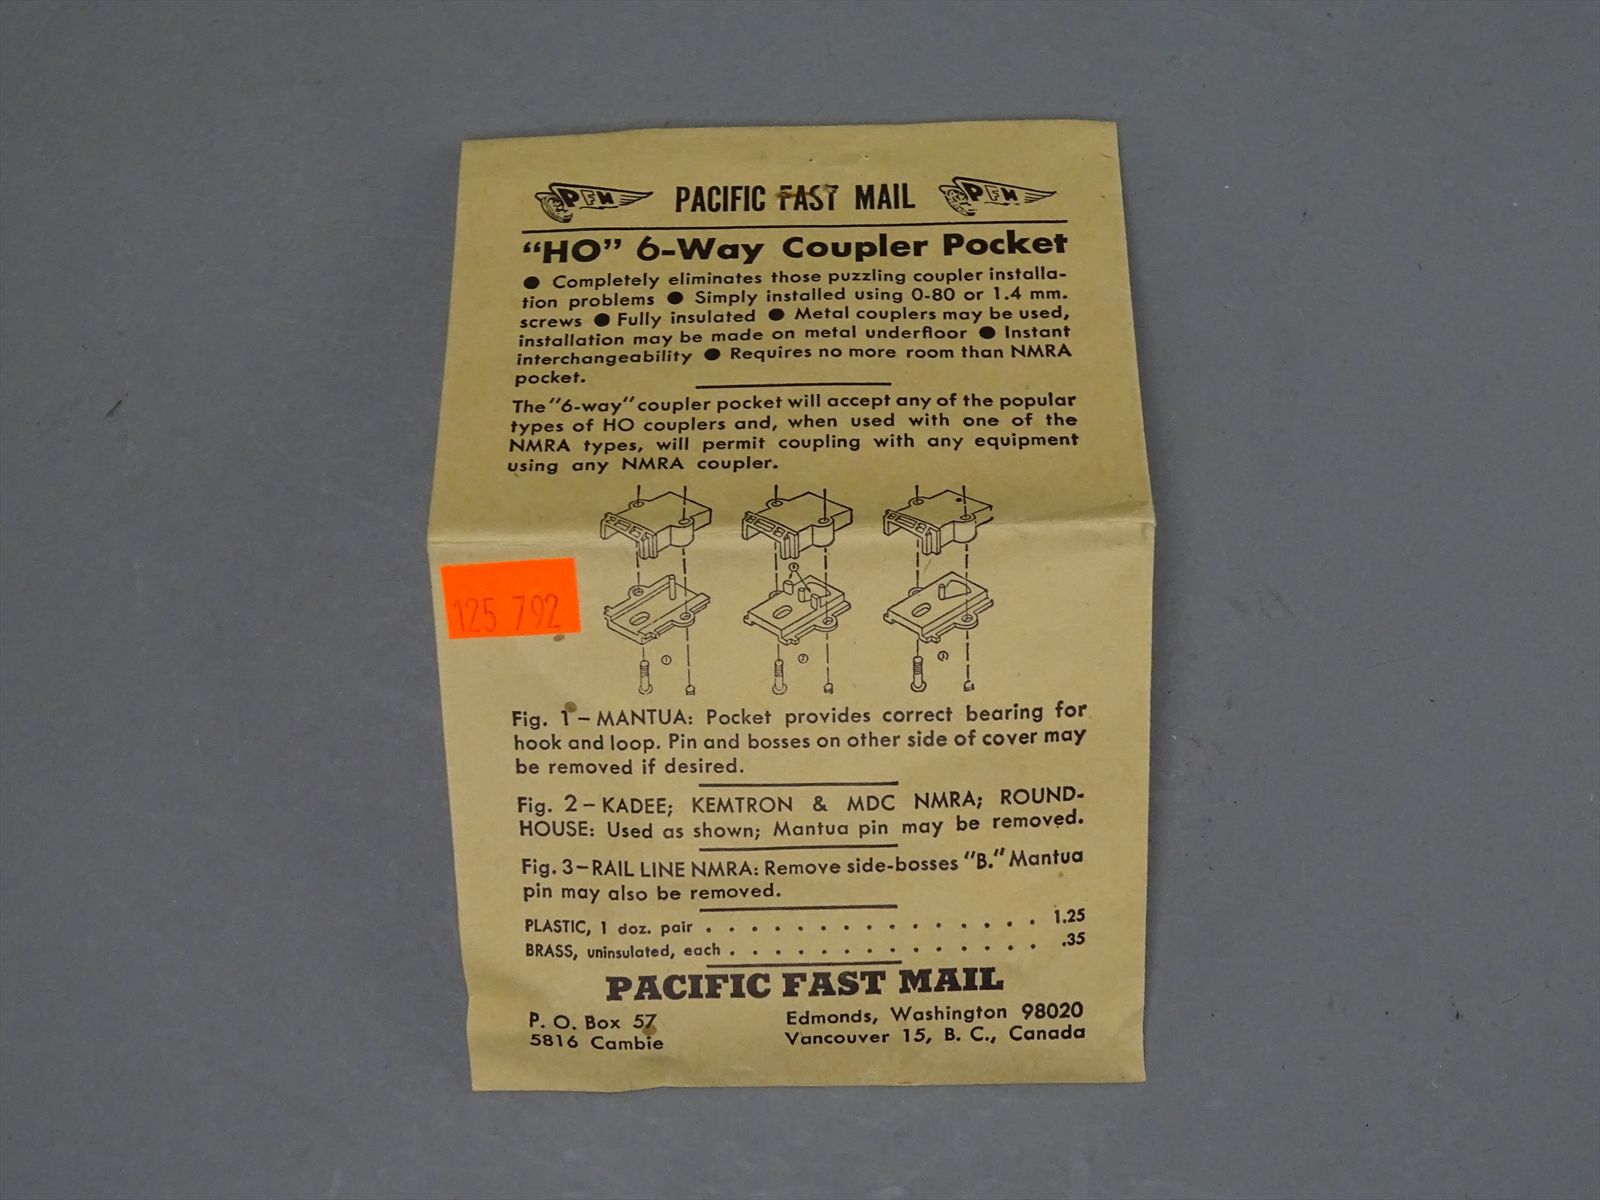 PFM PACIFIC FAST MAIL PFM
"HO" 6-Way Coupler Pocket
● Completely eliminates those puzzling coupler installa-
tion problems ● Simply installed using 0-80 or 1.4 mm.
screws ● Fully insulated ● Metal couplers may be used,
installation may be made on metal underfloor ● Instant
interchangeability ● Requires no more room than NMRA
pocket.
The "6-way" coupler pocket will accept any of the popular
types of HO couplers and, when used with one of the
NMRA types, will permit coupling with any equipment
using any NMRA coupler.
125 792
1 2 3
Fig. 1 – MANTUA: Pocket provides correct bearing for
hook and loop. Pin and bosses on other side of cover may
be removed if desired.
Fig. 2 – KADEE; KEMTRON & MDC NMRA; ROUND-
HOUSE: Used as shown; Mantua pin may be removed.
Fig. 3 – RAIL LINE NMRA: Remove side-bosses "B." Mantua
pin may also be removed.
PLASTIC, 1 doz. pair . . . . . . . . . . . . . . 1.25
BRASS, uninsulated, each . . . . . . . . . . . . . .35
PACIFIC FAST MAIL
P. O. Box 57 Edmonds, Washington 98020
5816 Cambie Vancouver 15, B. C., Canada